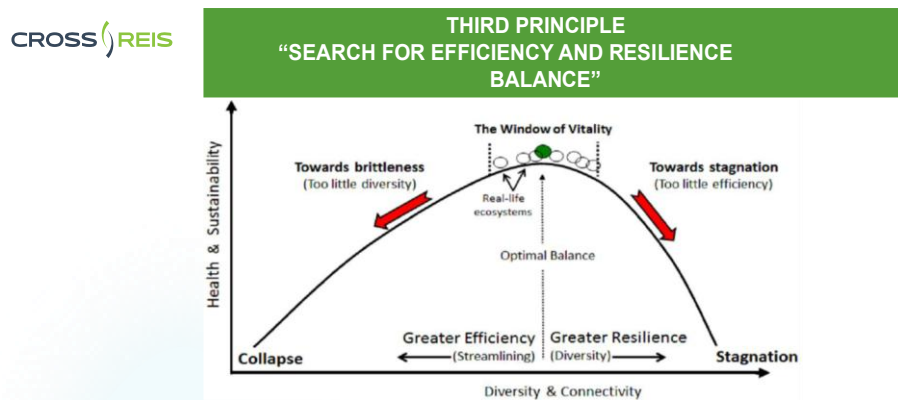 CROSS REIS
THIRD PRINCIPLE
“SEARCH FOR EFFICIENCY AND RESILIENCE
BALANCE”
The Window of Vitality
Towards brittleness
(Too little diversity)
Towards stagnation
(Too little efficiency)
Real-life
ecosystems
Health & Sustainability
Optimal Balance
Greater Efficiency
(Streamlining)
Greater Resilience
(Diversity)
Collapse
Stagnation
Diversity & Connectivity